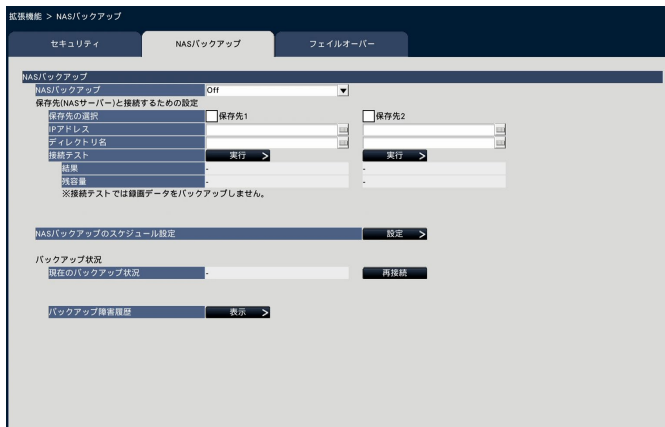 拡張機能 > NASバックアップ
セキュリティ NASバックアップ フェイルオーバー
NASバックアップ
NASバックアップ Off
保存先(NASサーバー)と接続するための設定
保存先の選択 保存先1 保存先2
IPアドレス
ディレクトリ名
接続テスト 実行 > 実行 >
結果 - -
残容量 - -
※接続テストでは録画データをバックアップしません。
NASバックアップのスケジュール設定 設定 >
バックアップ状況
現在のバックアップ状況 - 再接続
バックアップ障害履歴 表示 >